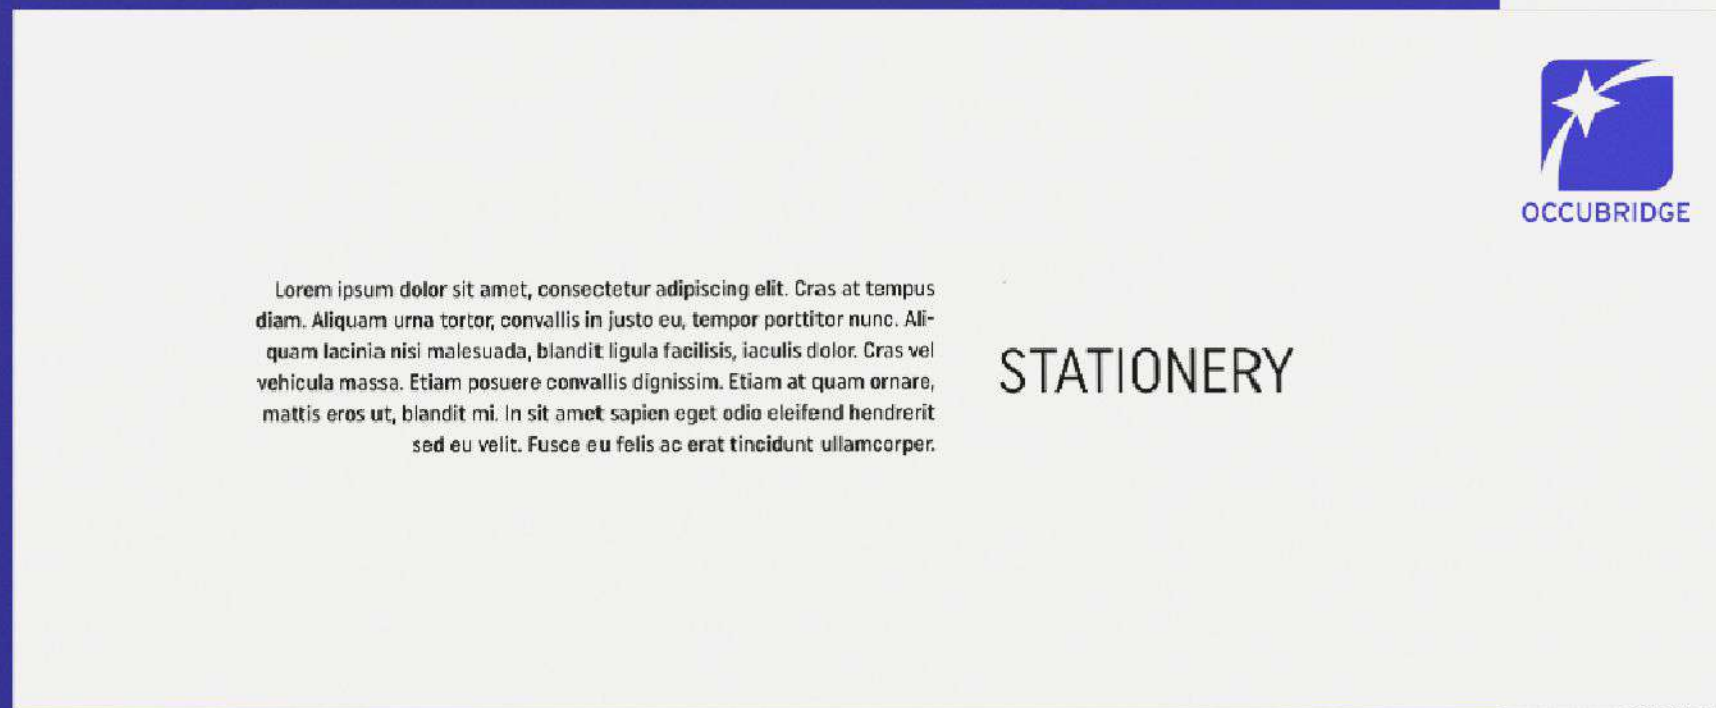 OCCUBRIDGE
Lorem ipsum dolor sit amet, consectetur adipiscing elit. Cras at tempus
diam. Aliquam urna tortor, convallis in justo eu, tempor porttitor nunc. Ali-
quam lacinia nisi malesuada, blandit ligula facilisis, iaculis dolor. Cras vel
vehicula massa. Etiam posuere convallis dignissim. Etiam at quam ornare,
mattis eros ut, blandit mi. In sit amet sapien eget odio eleifend hendrerit
sed eu velit. Fusce eu felis ac erat tincidunt ullamcorper.
STATIONERY